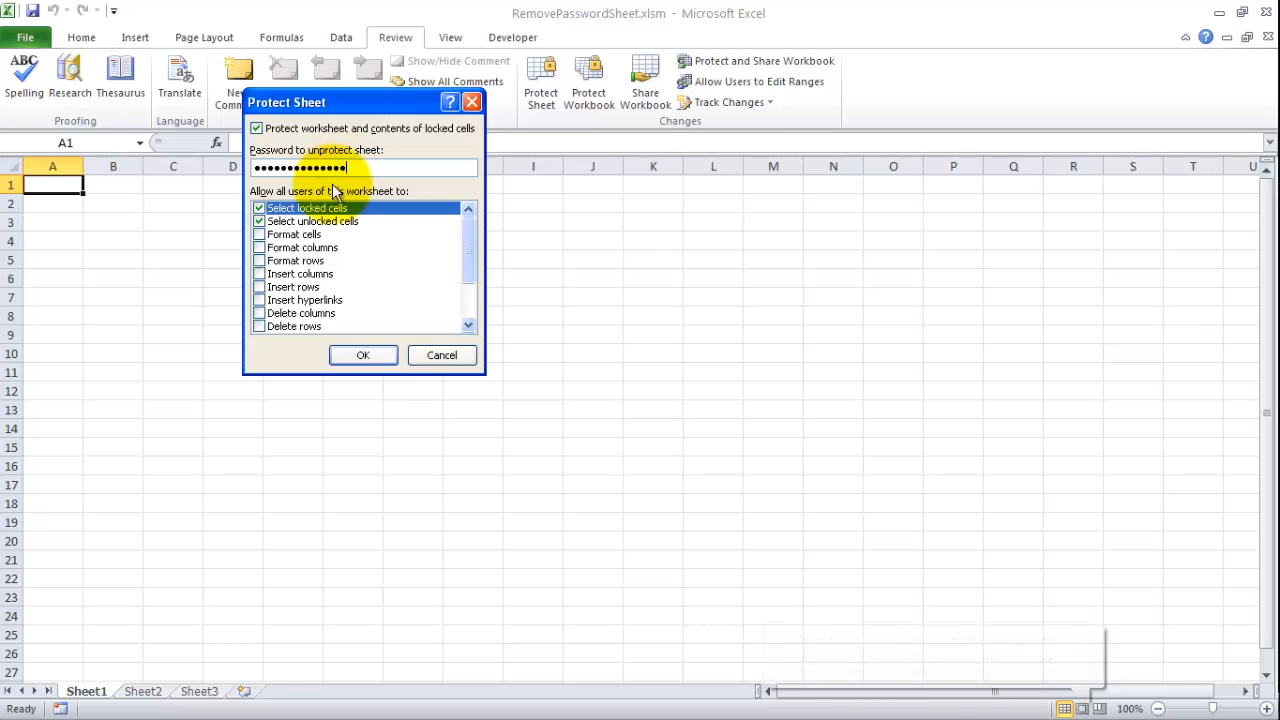 RemovePasswordSheet.xlsm - Microsoft Excel
File Home Insert Page Layout Formulas Data Review View Developer
ABC
Spelling Research Thesaurus
Proofing
Translate
Language
New
Show/Hide Comment
Show All Comments
Protect Sheet
Protect Workbook
Share Workbook
Protect and Share Workbook
Allow Users to Edit Ranges
Track Changes
Changes
A1
fx
Protect Sheet
Protect worksheet and contents of locked cells
Password to unprotect sheet:
••••••••••••••
Allow all users of this worksheet to:
Select locked cells
Select unlocked cells
Format cells
Format columns
Format rows
Insert columns
Insert rows
Insert hyperlinks
Delete columns
Delete rows
OK Cancel
A B C D I J K L M N O P Q R S T U
1
2
3
4
5
6
7
8
9
10
11
12
13
14
15
16
17
18
19
20
21
22
23
24
25
26
27
Sheet1 Sheet2 Sheet3
Ready
100%